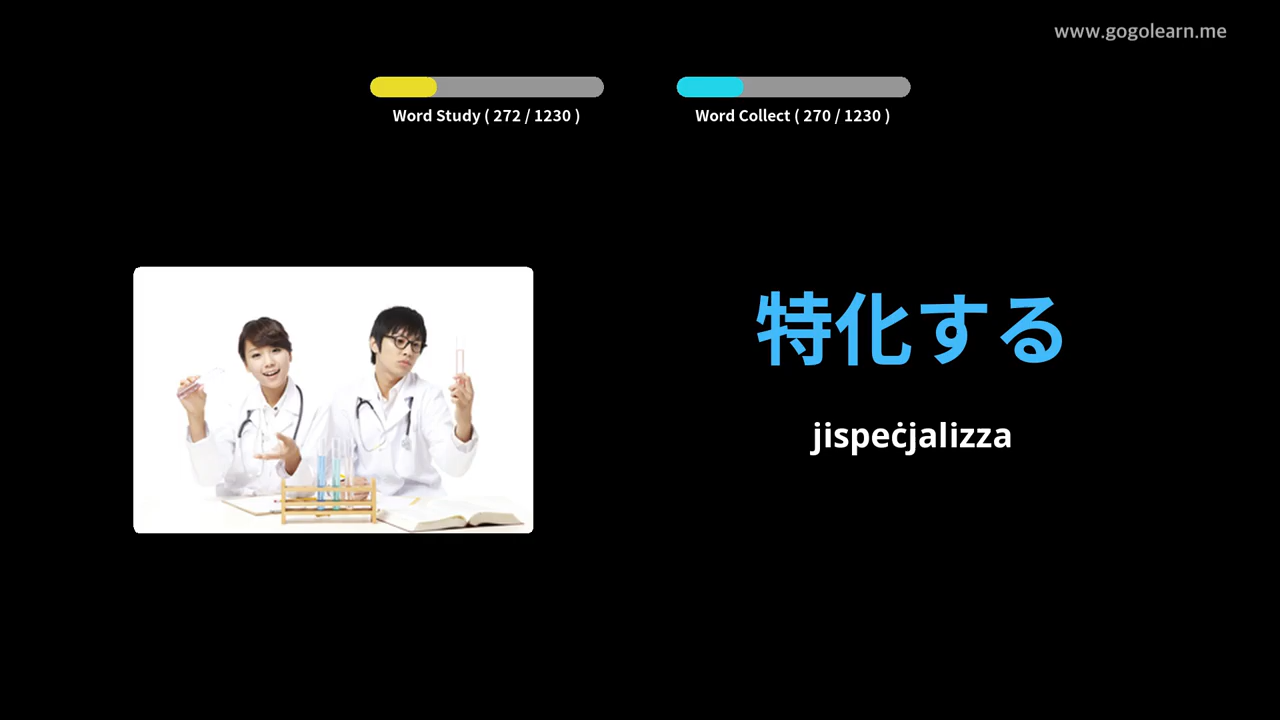 www.gogolearn.me
Word Study ( 272 / 1230 )
Word Collect ( 270 / 1230 )
特化する
jispeċjalizza